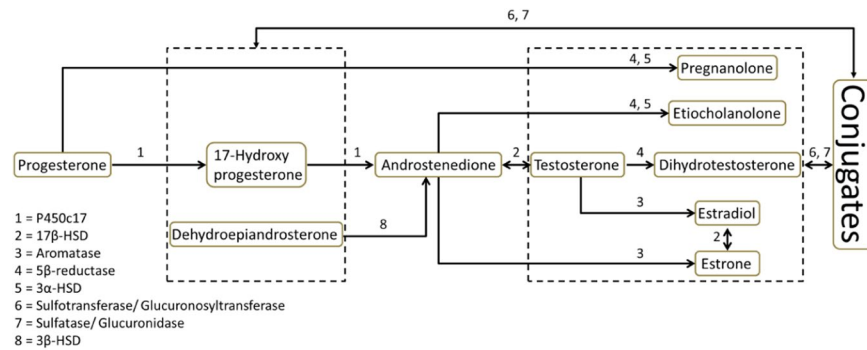 6, 7
4, 5
Pregnanolone
4, 5
Etiocholanolone
Conjugates
Progesterone
1
17-Hydroxy
progesterone
1
Androstenedione
2
Testosterone
4
Dihydrotestosterone
6, 7
3
Estradiol
Dehydroepiandrosterone
8
2
3
Estrone
1 = P450c17
2 = 17β-HSD
3 = Aromatase
4 = 5β-reductase
5 = 3α-HSD
6 = Sulfotransferase/ Glucuronosyltransferase
7 = Sulfatase/ Glucuronidase
8 = 3β-HSD